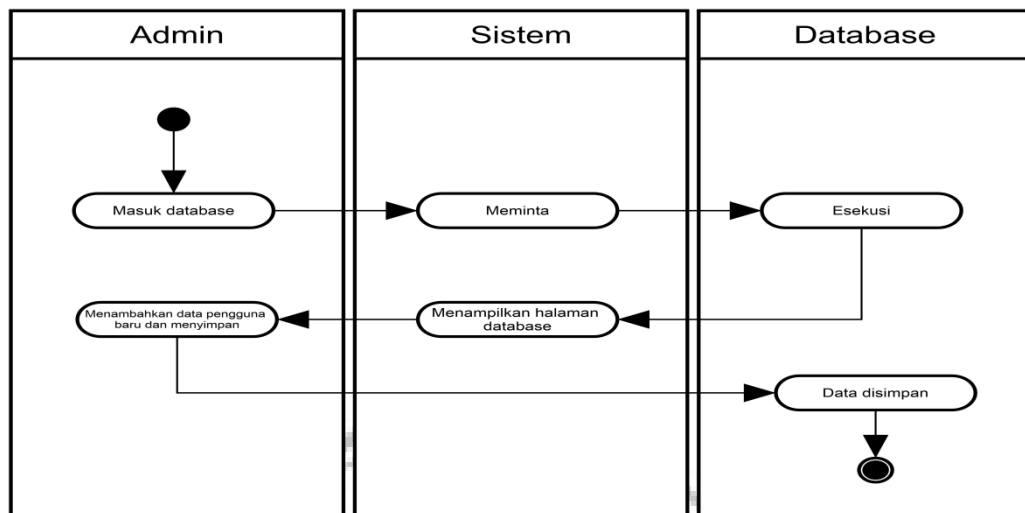 Admin
Sistem
Database
Masuk database
Meminta
Esekusi
Menambahkan data pengguna
baru dan menyimpan
Menampilkan halaman
database
Data disimpan